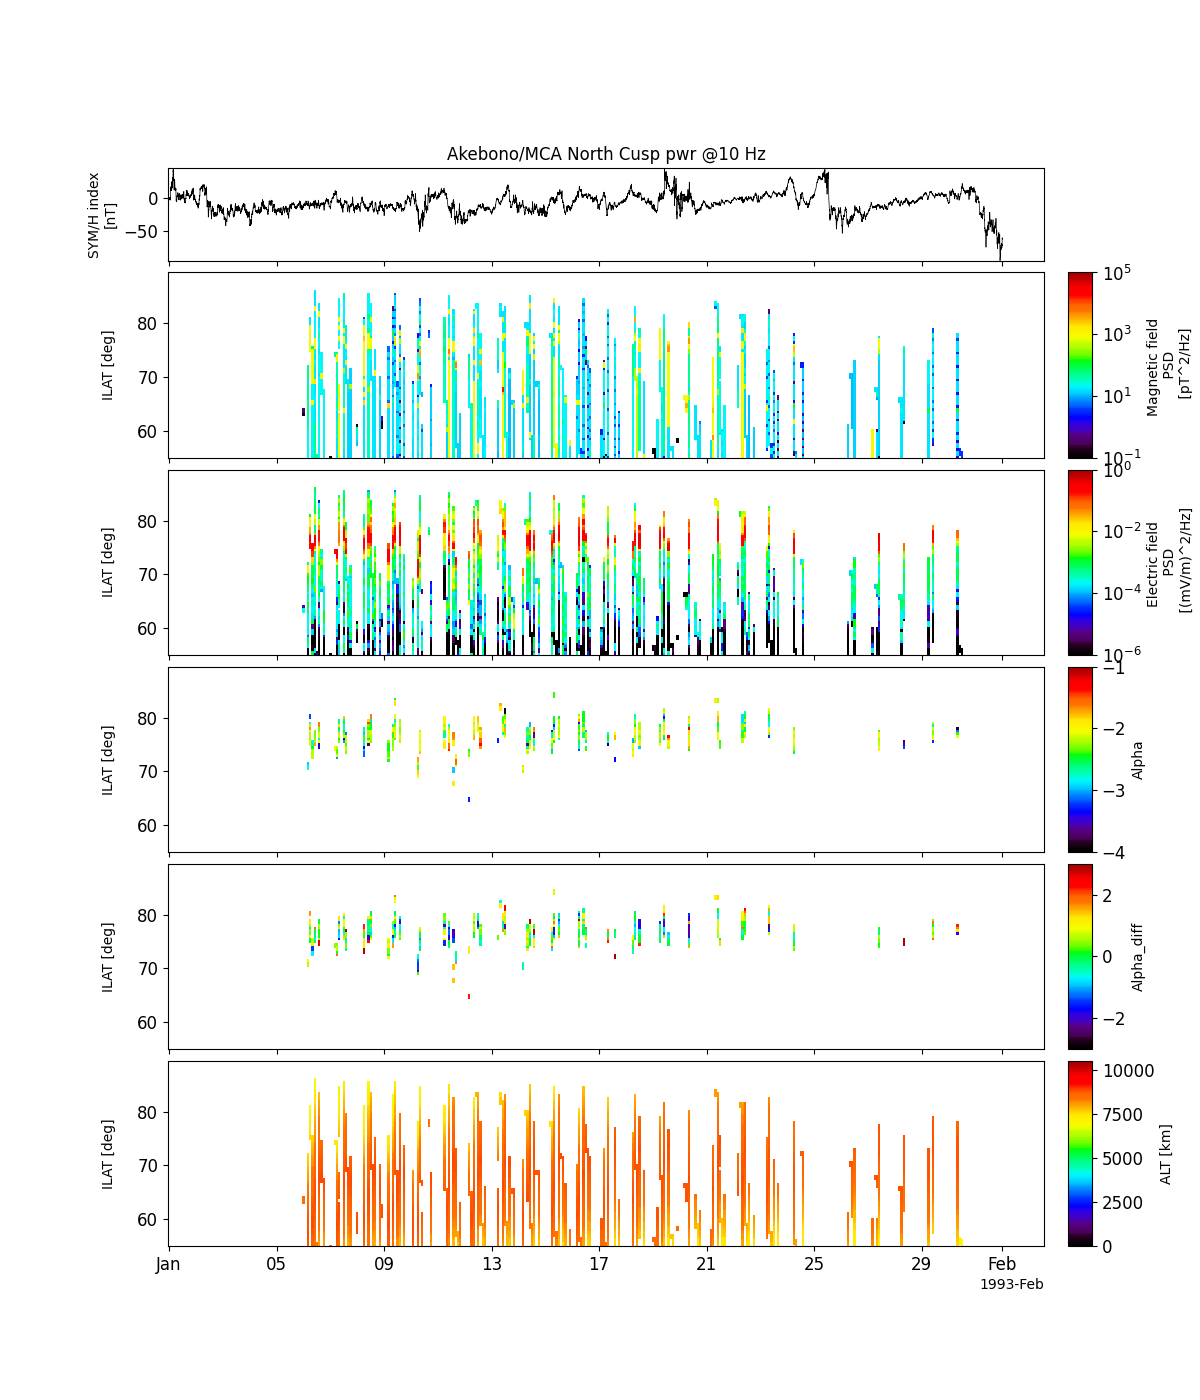 Akebono/MCA North Cusp pwr @10 Hz
SYM/H index
[nT]
0
−50
ILAT [deg]
80
70
60
10^5
10^3
10^1
10^-1
Magnetic field
PSD
[pT^2/Hz]
ILAT [deg]
80
70
60
10^0
10^-2
10^-4
10^-6
Electric field
PSD
[(mV/m)^2/Hz]
ILAT [deg]
80
70
60
−1
−2
−3
−4
Alpha
ILAT [deg]
80
70
60
2
0
−2
Alpha_diff
ILAT [deg]
80
70
60
10000
7500
5000
2500
0
ALT [km]
Jan 05 09 13 17 21 25 29 Feb
1993-Feb